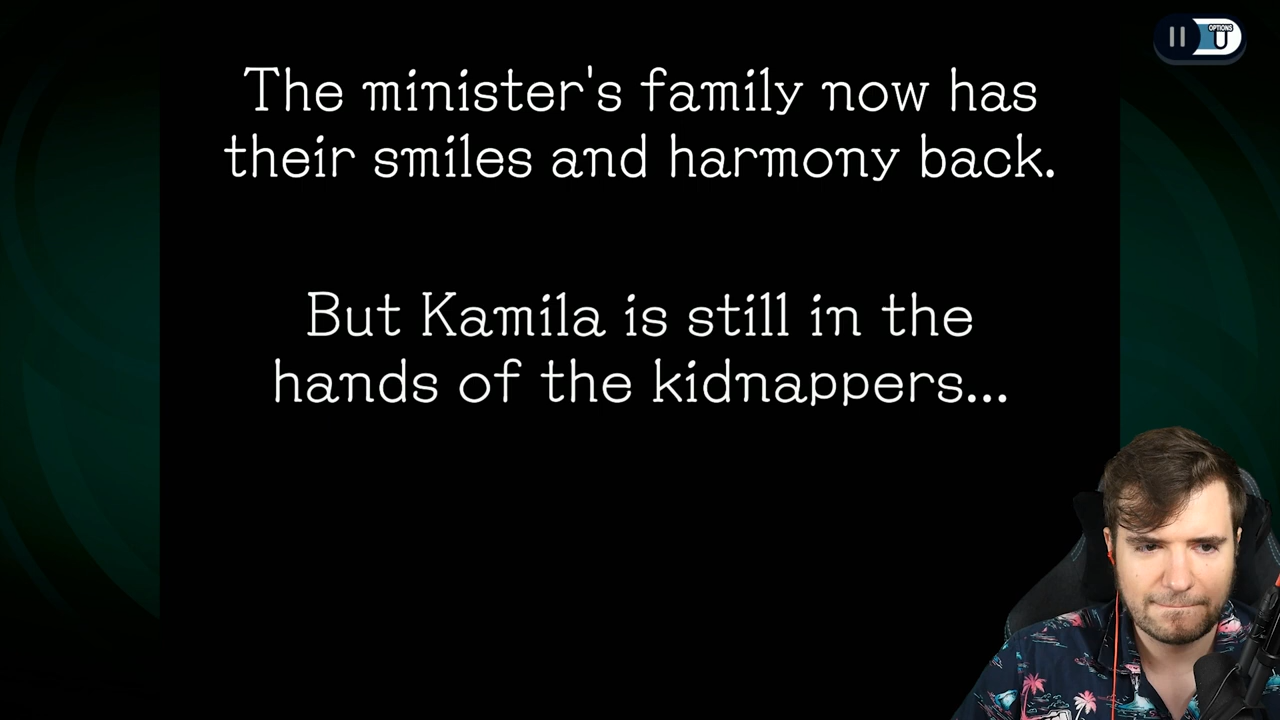 OPTIONS
The minister's family now has
their smiles and harmony back.
But Kamila is still in the
hands of the kidnappers...